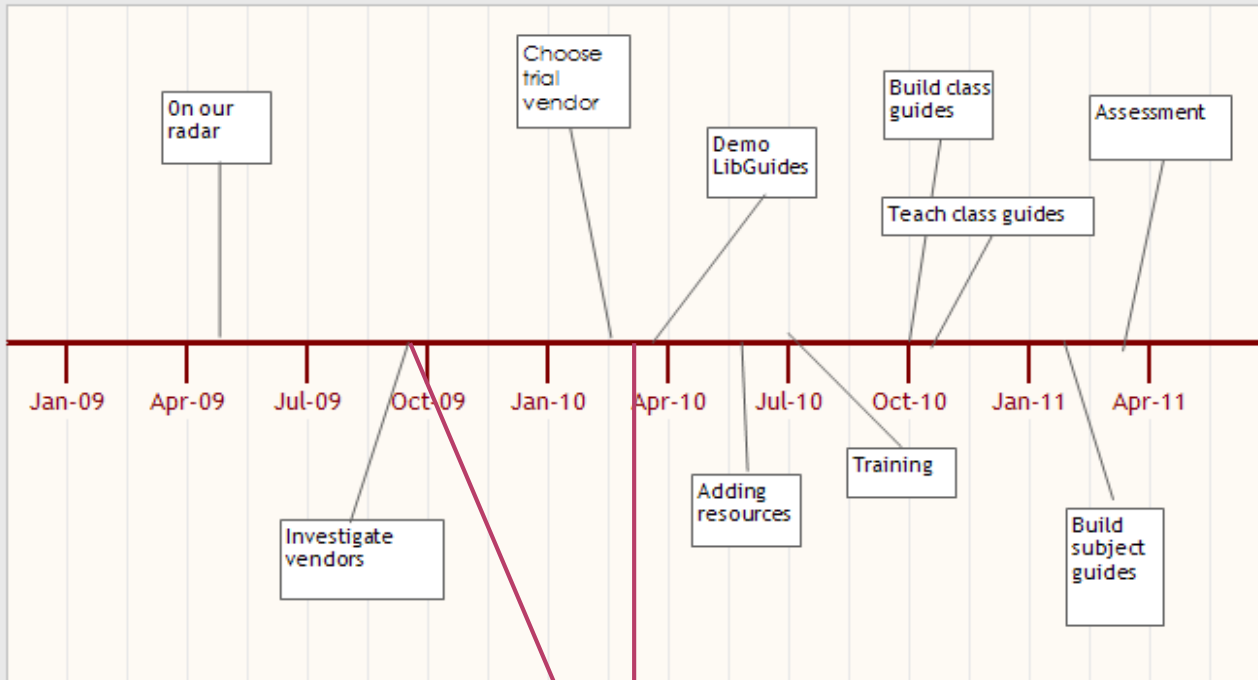 On our
radar
Choose
trial
vendor
Demo
LibGuides
Build class
guides
Teach class guides
Assessment
Jan-09 Apr-09 Jul-09 Oct-09 Jan-10 Apr-10 Jul-10 Oct-10 Jan-11 Apr-11
Investigate
vendors
Adding
resources
Training
Build
subject
guides